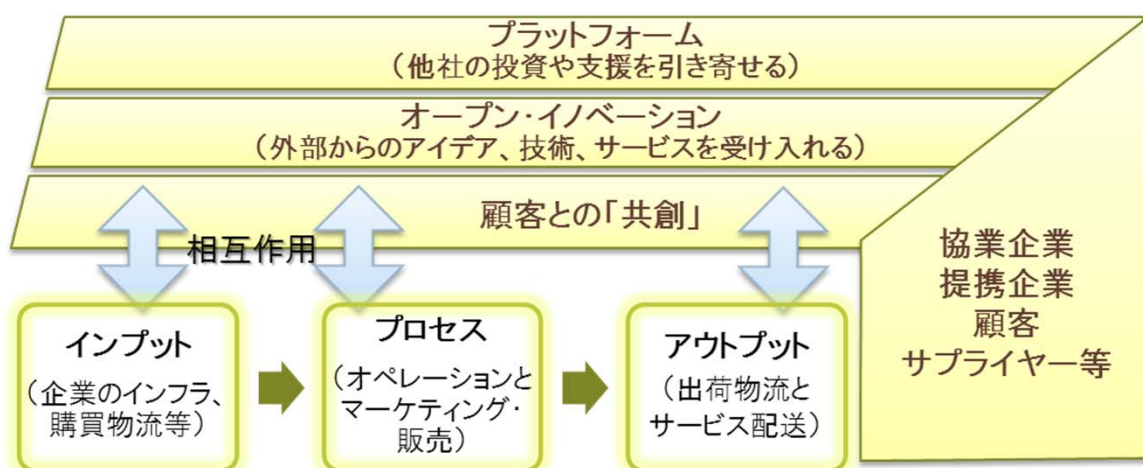 プラットフォーム
（他社の投資や支援を引き寄せる）
オープン・イノベーション
（外部からのアイデア、技術、サービスを受け入れる）
顧客との「共創」
相互作用
協業企業
提携企業
顧客
サプライヤー等
インプット
（企業のインフラ、
購買物流等）
プロセス
（オペレーションと
マーケティング・
販売）
アウトプット
（出荷物流と
サービス配送）